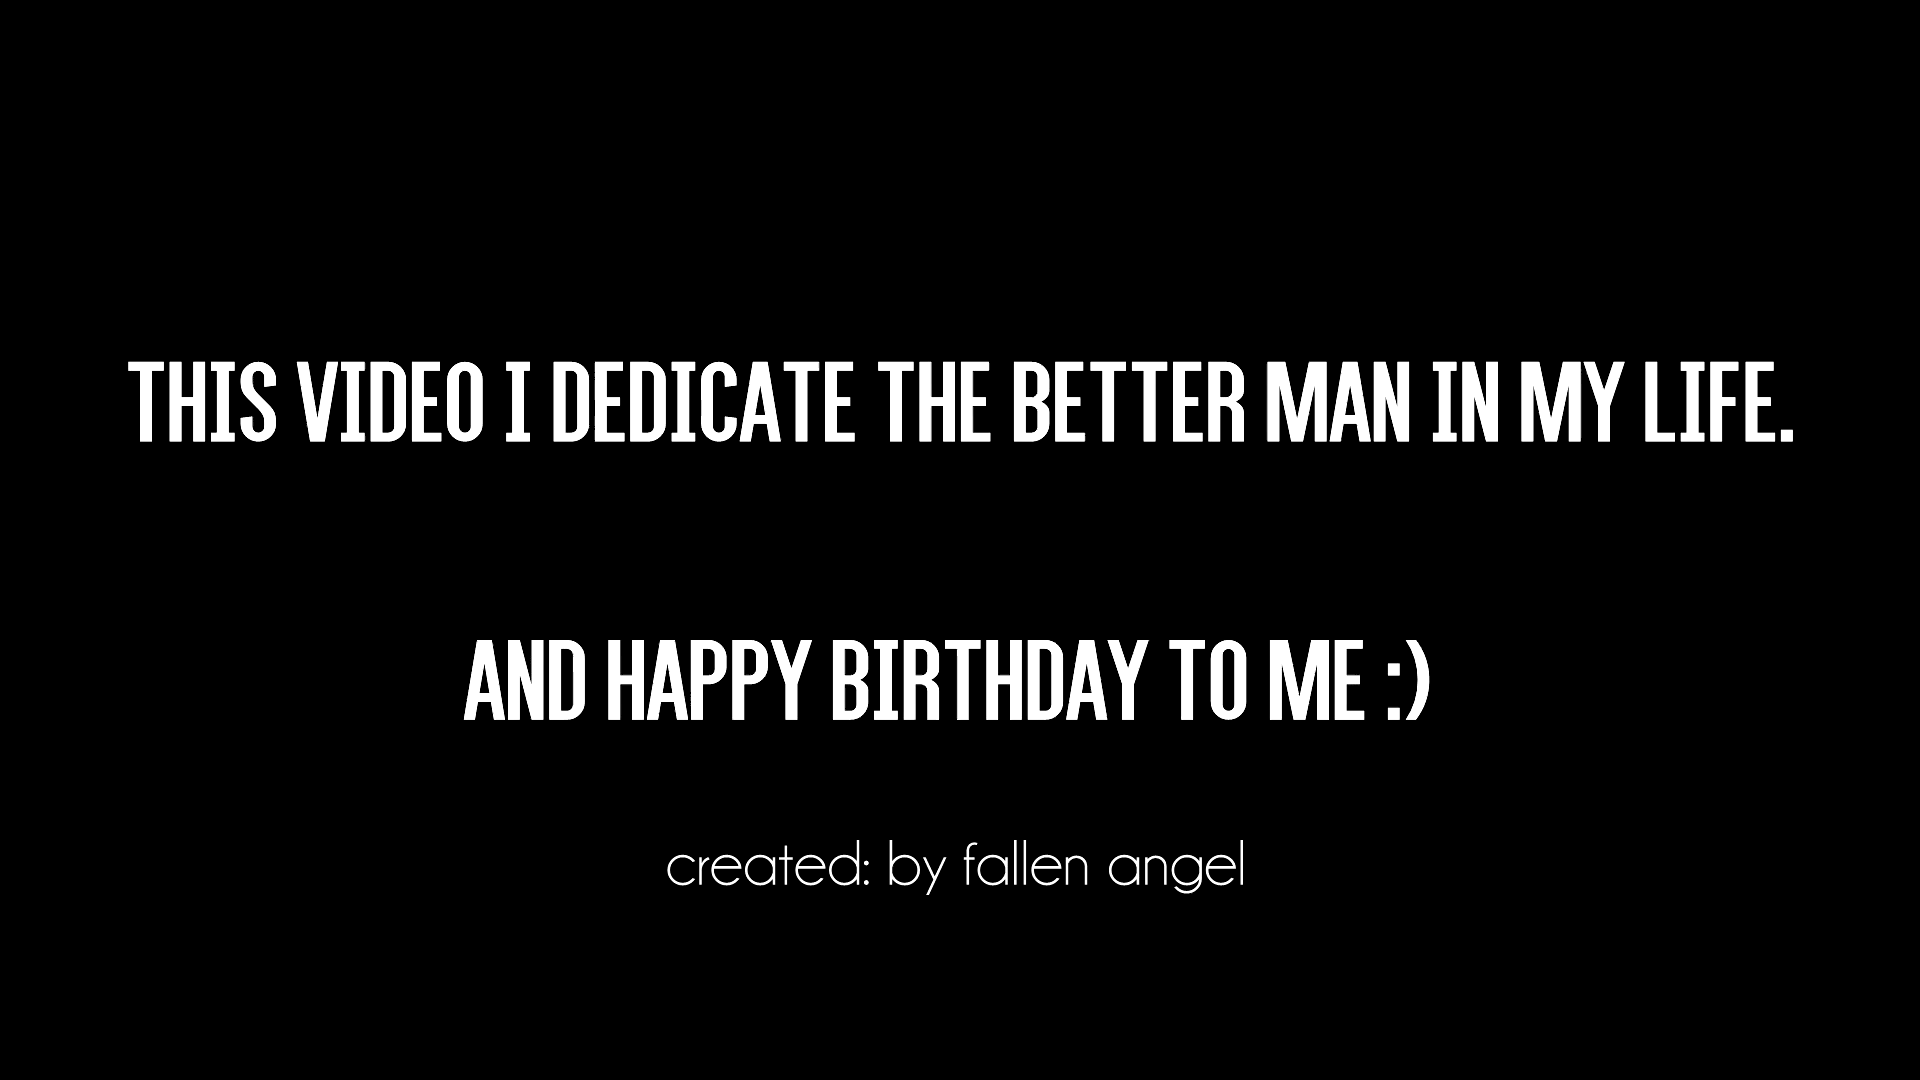 THIS VIDEO I DEDICATE THE BETTER MAN IN MY LIFE.
AND HAPPY BIRTHDAY TO ME :)
created: by fallen angel